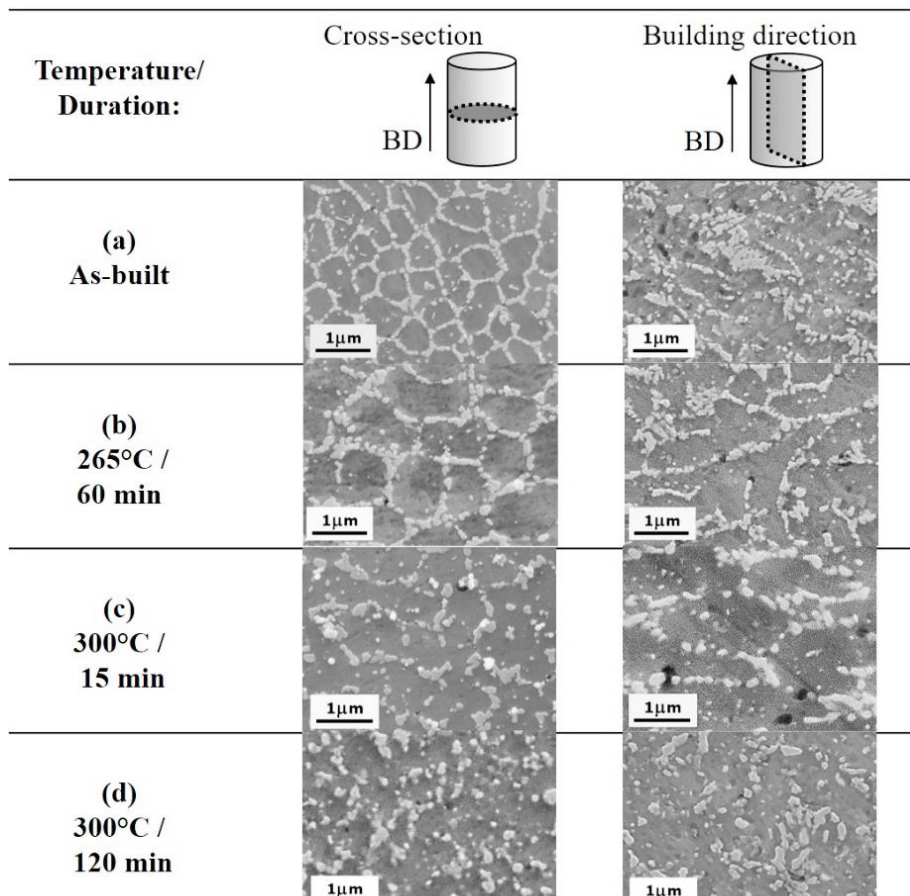 Temperature/
Duration:
Cross-section
BD
Building direction
BD
(a)
As-built
1μm
1μm
(b)
265°C /
60 min
1μm
1μm
(c)
300°C /
15 min
1μm
1μm
(d)
300°C /
120 min
1μm
1μm